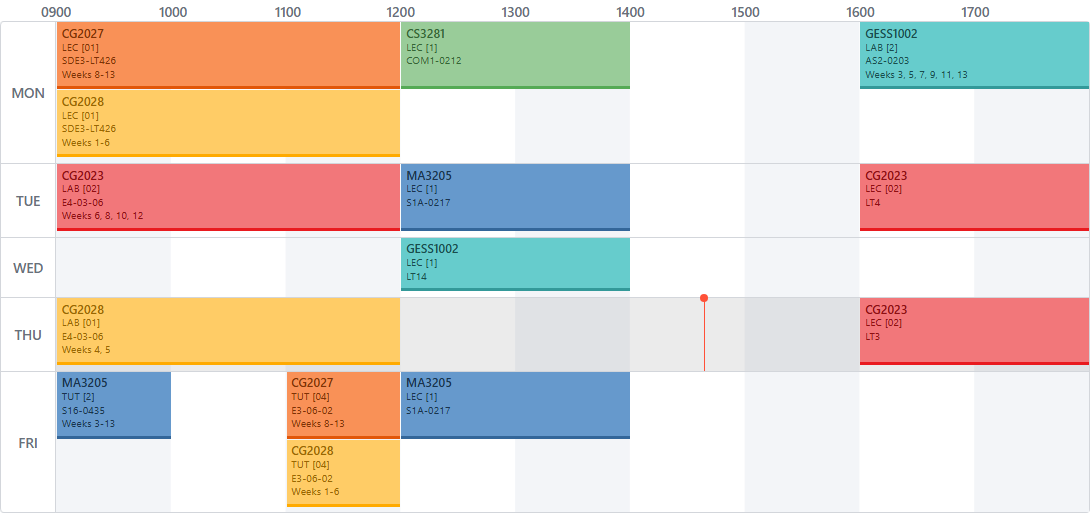 0900 1000 1100 1200 1300 1400 1500 1600 1700
MON
CG2027
LEC [01]
SDE3-LT426
Weeks 8-13
CS3281
LEC [1]
COM1-0212
GESS1002
LAB [2]
AS2-0203
Weeks 3, 5, 7, 9, 11, 13
CG2028
LEC [01]
SDE3-LT426
Weeks 1-6
TUE
CG2023
LAB [02]
E4-03-06
Weeks 6, 8, 10, 12
MA3205
LEC [1]
S1A-0217
CG2023
LEC [02]
LT4
WED
GESS1002
LEC [1]
LT14
THU
CG2028
LAB [01]
E4-03-06
Weeks 4, 5
CG2023
LEC [02]
LT3
FRI
MA3205
TUT [2]
S16-0435
Weeks 3-13
CG2027
TUT [04]
E3-06-02
Weeks 8-13
MA3205
LEC [1]
S1A-0217
CG2028
TUT [04]
E3-06-02
Weeks 1-6